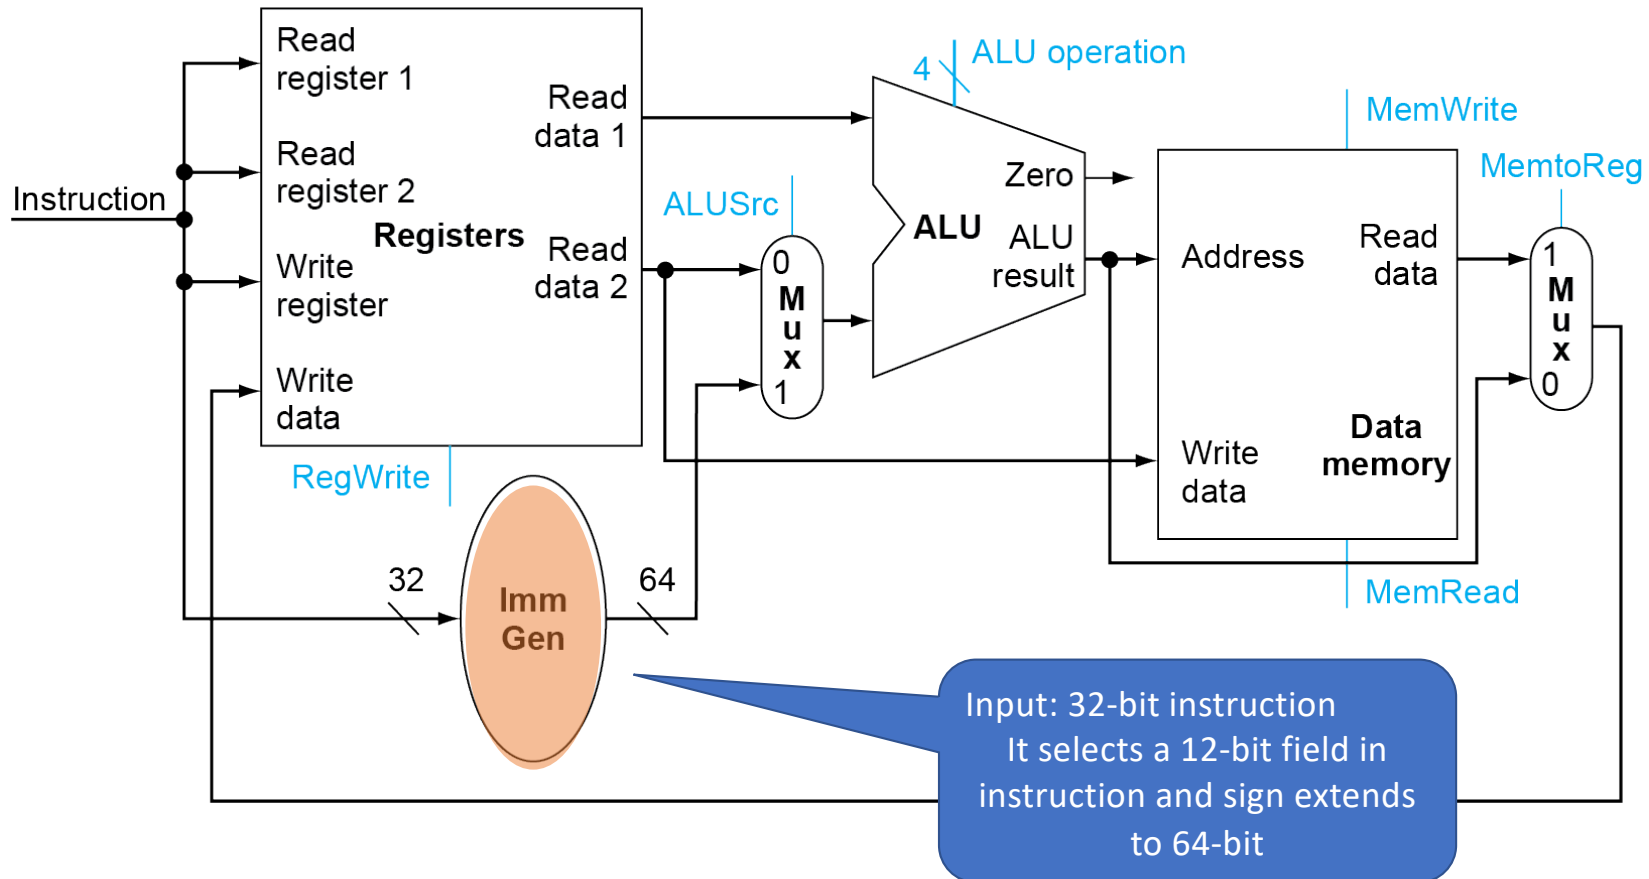 Instruction
Read
register 1
Read
register 2
Write
register
Write
data
Registers
Read
data 1
Read
data 2
RegWrite
ALUSrc
0
Mux
1
4
ALU operation
ALU
Zero
ALU
result
MemWrite
Address
Read
data
Write
data
Data
memory
MemRead
MemtoReg
1
Mux
0
32
Imm
Gen
64
Input: 32-bit instruction
It selects a 12-bit field in
instruction and sign extends
to 64-bit